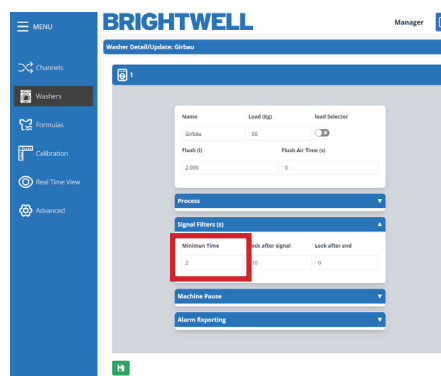 MENU
BRIGHTWELL
Manager
Washer Detail/Update: Girbau
Channels
Washers
Formulas
Calibration
Real Time View
Advanced
1
Name Load (Kg) load Selector
Girbau 50
Flush (l) Flush Air Time (s)
2.000 0
Process
Signal Filters (s)
Minimun Time ock after signal Lock after end
2 10 0
Machine Pause
Alarm Reporting